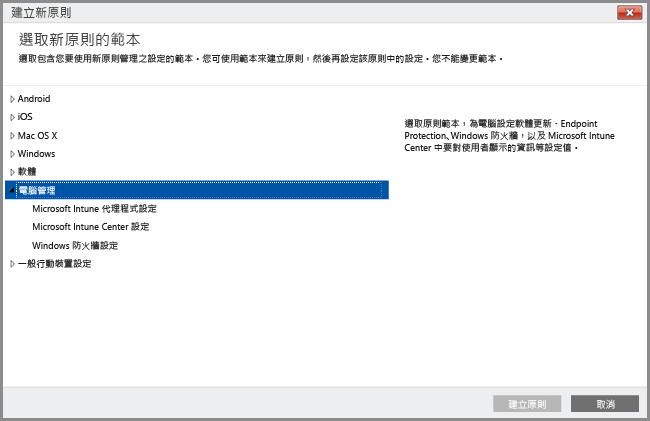 建立新原則
選取新原則的範本
選取包含您要使用新原則管理之設定的範本。您可使用範本來建立原則，然後再設定該原則中的設定。您不能變更範本。
Android
iOS
Mac OS X
Windows
軟體
電腦管理
Microsoft Intune 代理程式設定
Microsoft Intune Center 設定
Windows 防火牆設定
一般行動裝置設定
選取原則範本，為電腦設定軟體更新、Endpoint
Protection、Windows 防火牆，以及 Microsoft Intune
Center 中要對使用者顯示的資訊等設定值。
建立原則
取消